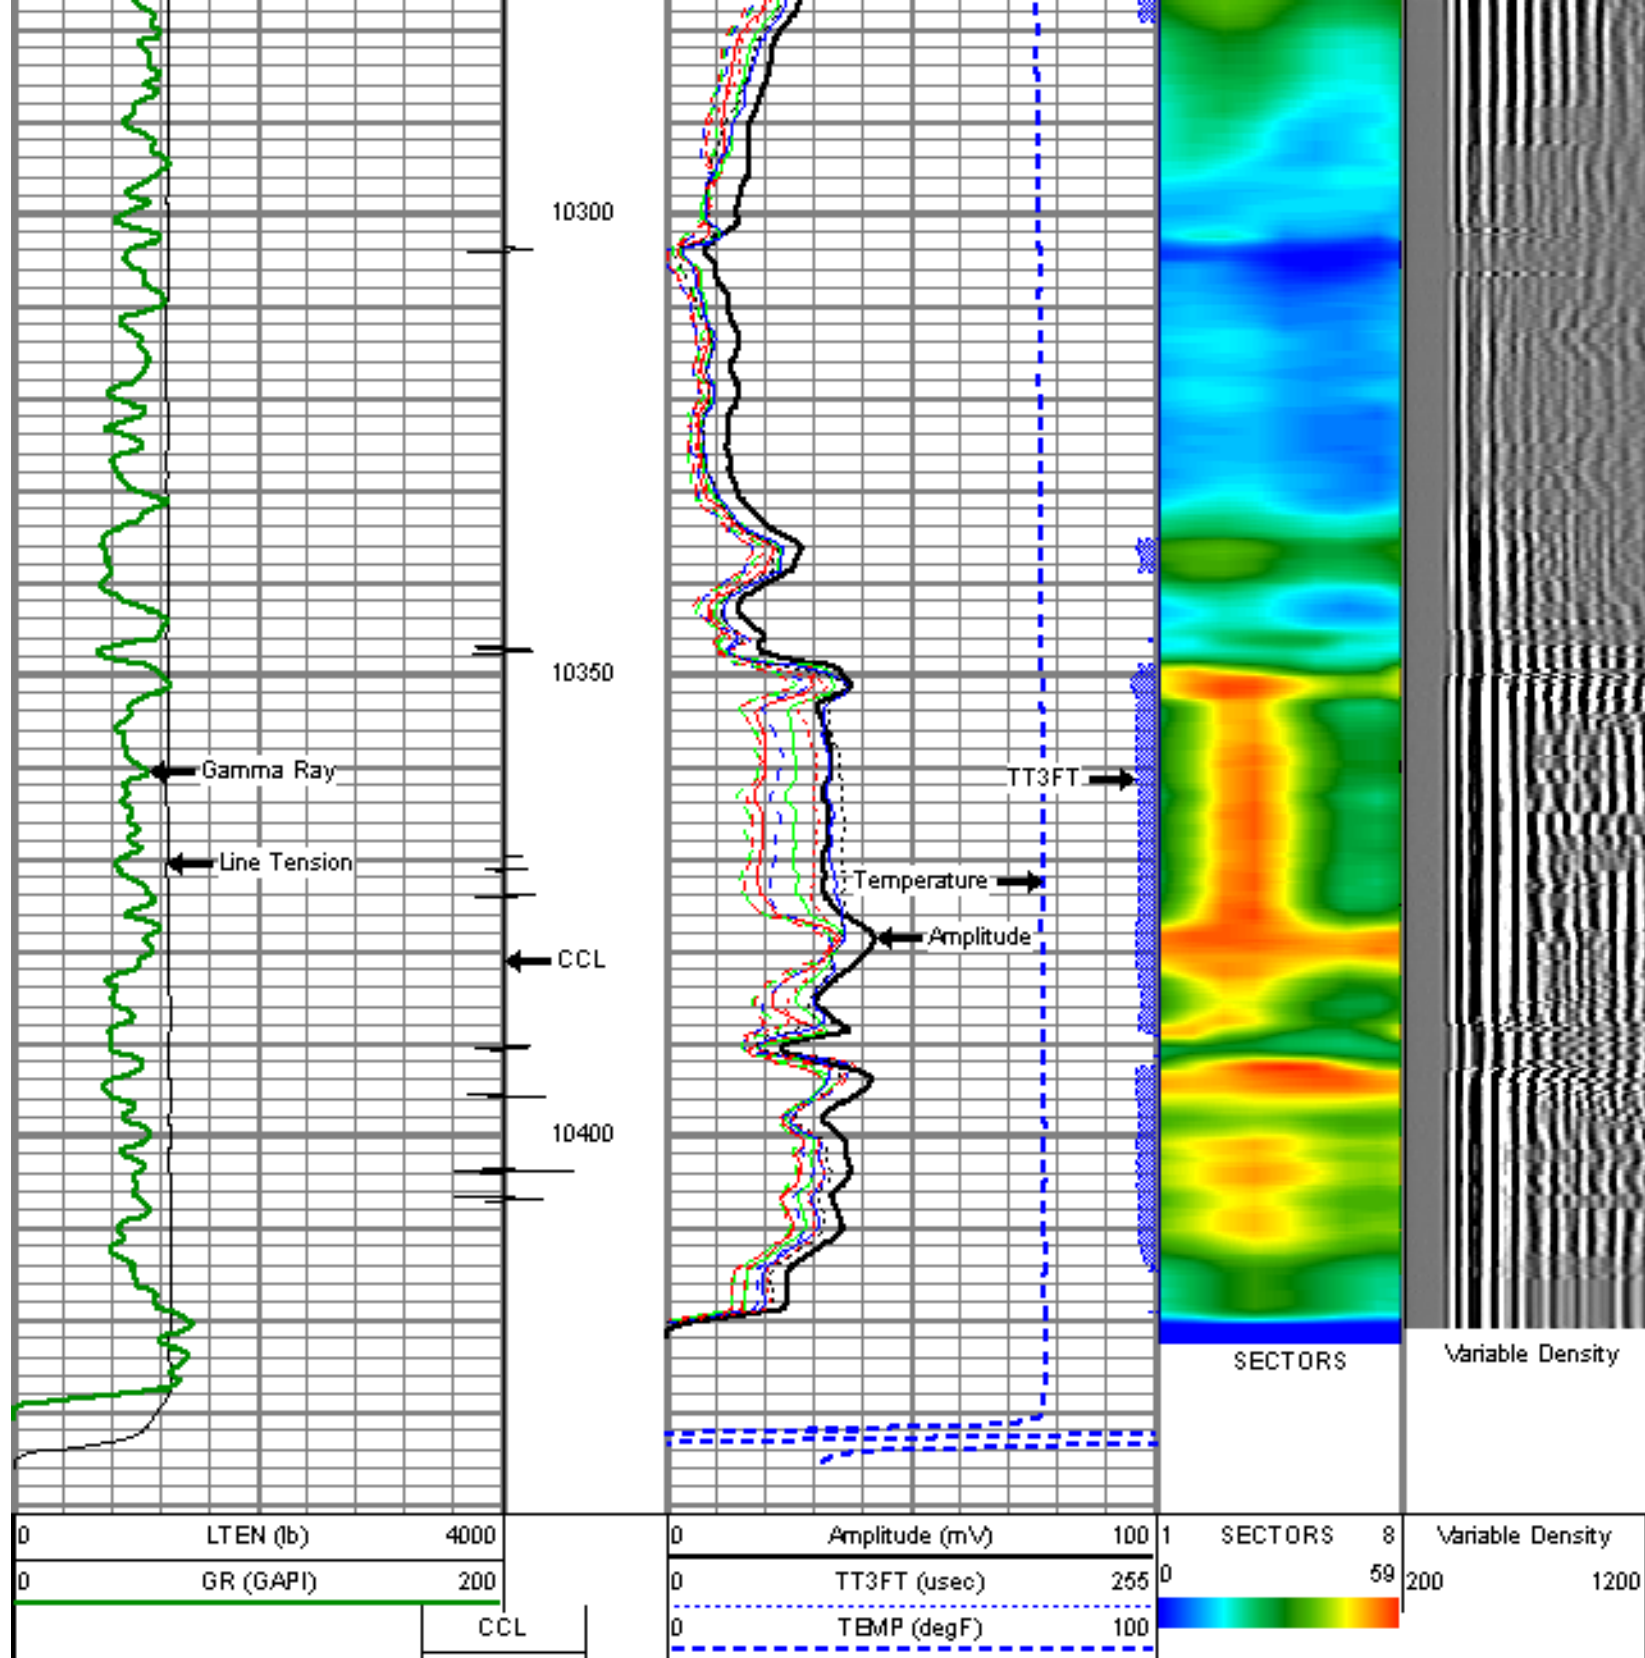 10300
10350
Gamma Ray
TT3FT
Line Tension
Temperature
Amplitude
CCL
10400
SECTORS
Variable Density
0 LTEN (lb) 4000
0 Amplitude (mV) 100
1 SECTORS 8
Variable Density
0 GR (GAPI) 200
0 TT3FT (usec) 255
0 59
200 1200
CCL
0 TEMP (degF) 100